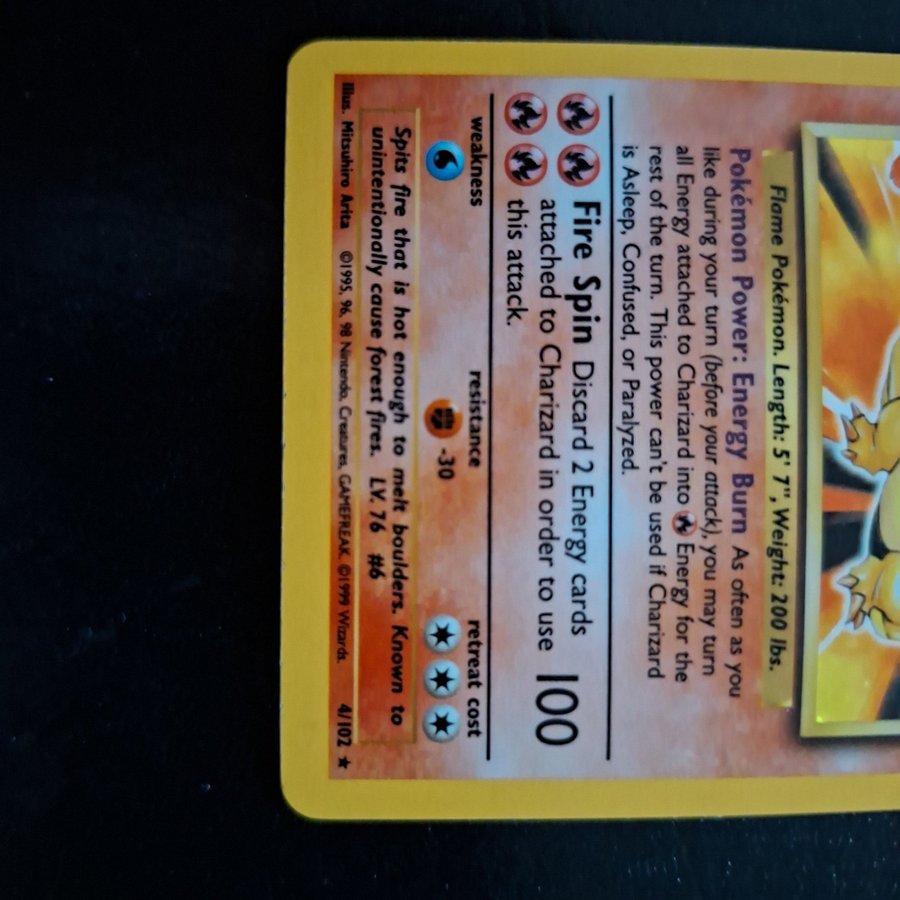 Flame Pokémon. Length: 5' 7", Weight: 200 lbs.
Pokémon Power: Energy Burn As often as you
like during your turn (before your attack), you may turn
all Energy attached to Charizard into Energy for the
rest of the turn. This power can't be used if Charizard
is Asleep, Confused, or Paralyzed.
Fire Spin Discard 2 Energy cards
attached to Charizard in order to use
this attack.
100
weakness resistance retreat cost
-30
Spits fire that is hot enough to melt boulders. Known to
unintentionally cause forest fires. LV. 76 #6
Illus. Mitsuhiro Arita ©1995, 96, 98 Nintendo, Creatures, GAMEFREAK. ©1999 Wizards. 4/102 ★